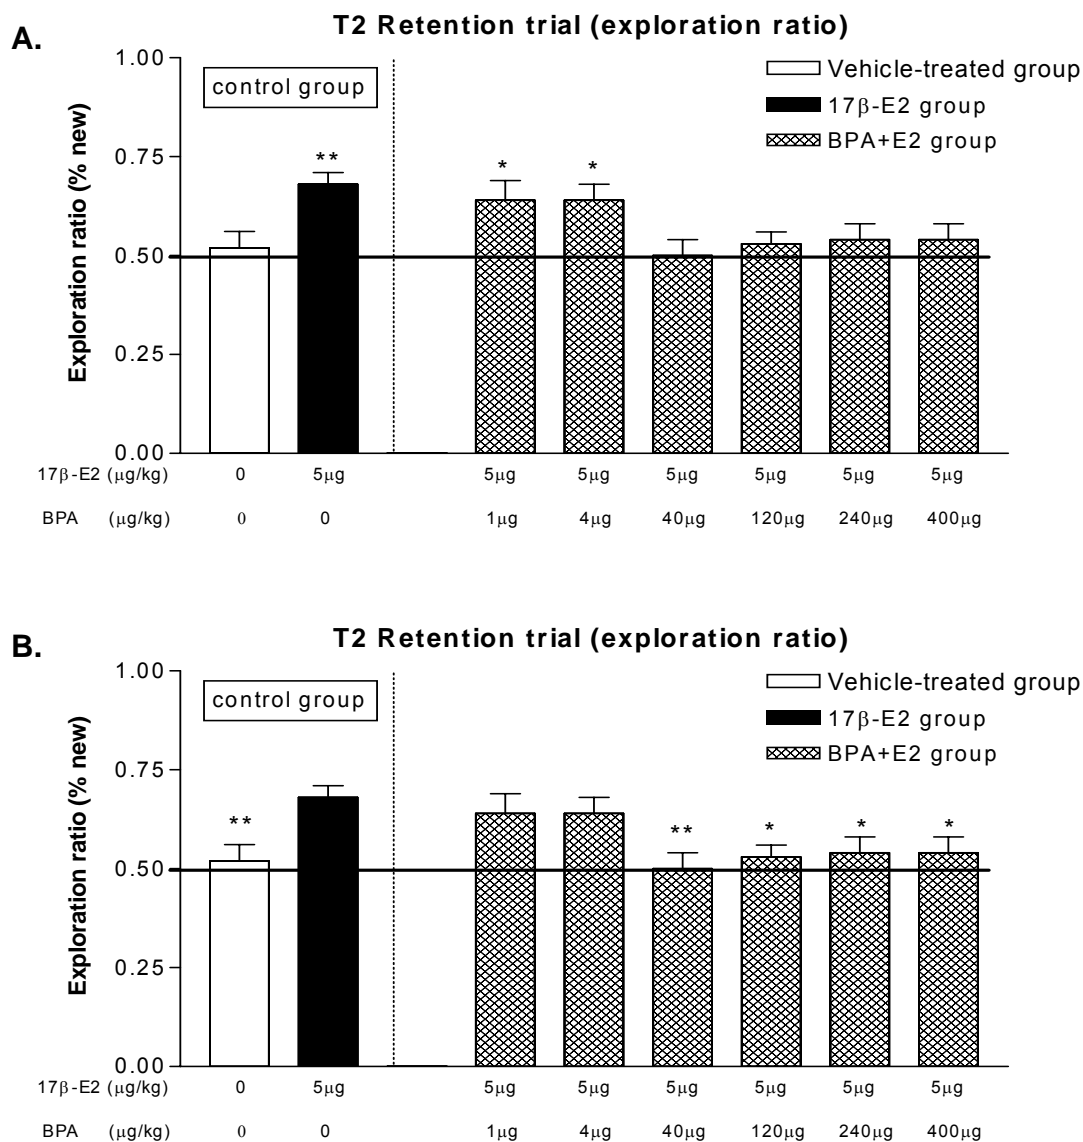 A.
T2 Retention trial (exploration ratio)
Vehicle-treated group
17β-E2 group
BPA+E2 group
control group
Exploration ratio (% new)
1.00
0.75
0.50
0.25
0.00
** * *
17β-E2 (μg/kg) 0 5μg 5μg 5μg 5μg 5μg 5μg 5μg
BPA (μg/kg) 0 0 1μg 4μg 40μg 120μg 240μg 400μg
B.
T2 Retention trial (exploration ratio)
Vehicle-treated group
17β-E2 group
BPA+E2 group
control group
Exploration ratio (% new)
1.00
0.75
0.50
0.25
0.00
** ** * * *
17β-E2 (μg/kg) 0 5μg 5μg 5μg 5μg 5μg 5μg 5μg
BPA (μg/kg) 0 0 1μg 4μg 40μg 120μg 240μg 400μg